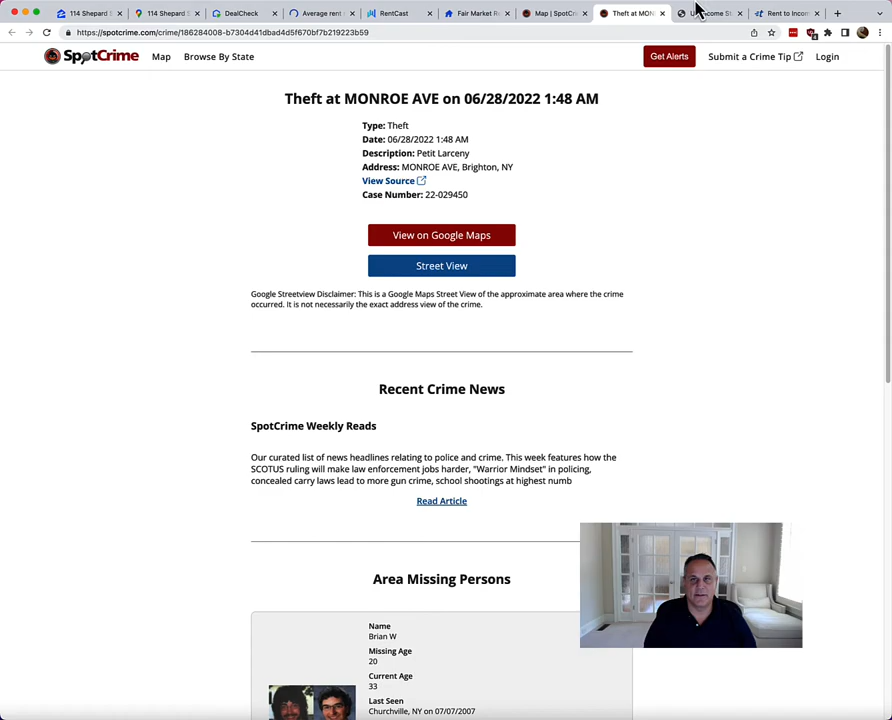 114 Shepard S
114 Shepard S
DealCheck
Average rent
RentCast
Fair Market Re
Map | SpotCri
Theft at MON
Rent to Incom
https://spotcrime.com/crime/186284008-b7304d41dbad4d5f670bf7b219223b59
SpotCrime
Map
Browse By State
Get Alerts
Submit a Crime Tip
Login
Theft at MONROE AVE on 06/28/2022 1:48 AM
Type: Theft
Date: 06/28/2022 1:48 AM
Description: Petit Larceny
Address: MONROE AVE, Brighton, NY
View Source
Case Number: 22-029450
View on Google Maps
Street View
Google Streetview Disclaimer: This is a Google Maps Street View of the approximate area where the crime
occurred. It is not necessarily the exact address view of the crime.
Recent Crime News
SpotCrime Weekly Reads
Our curated list of news headlines relating to police and crime. This week features how the
SCOTUS ruling will make law enforcement jobs harder, "Warrior Mindset" in policing,
concealed carry laws lead to more gun crime, school shootings at highest numb
Read Article
Area Missing Persons
Name
Brian W
Missing Age
20
Current Age
33
Last Seen
Churchville, NY on 07/07/2007